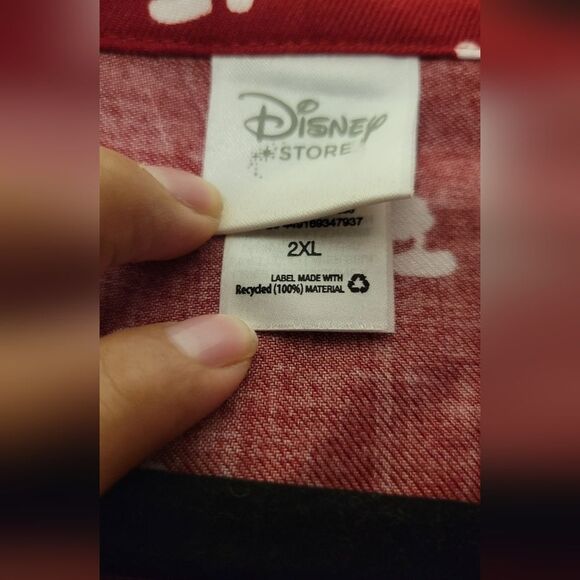 Disney
STORE
2XL
LABEL MADE WITH
Recycled (100%) MATERIAL